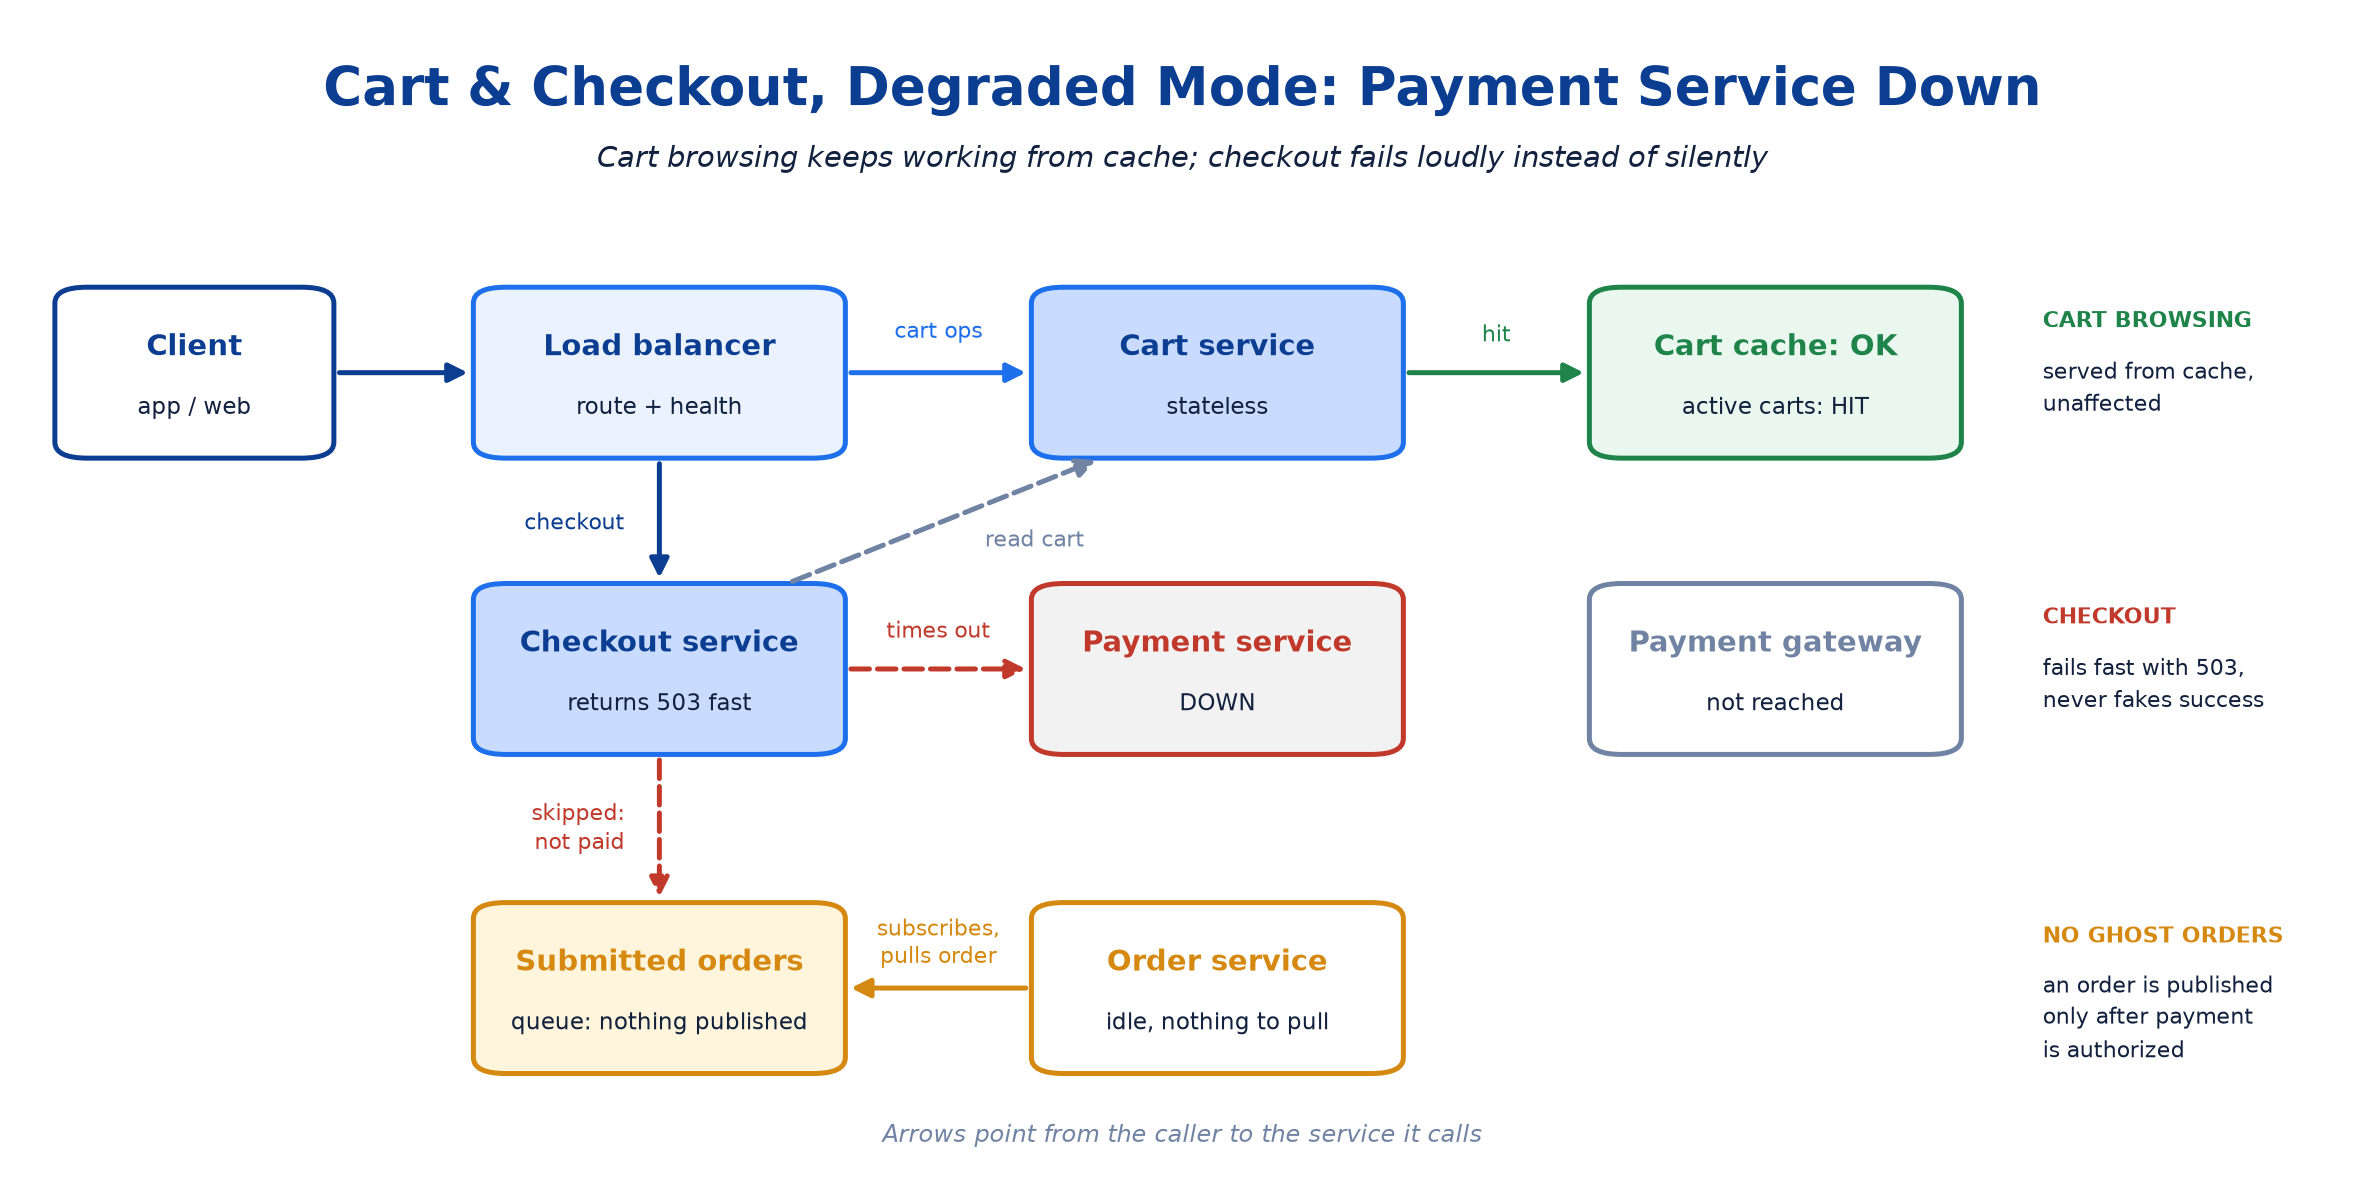 Cart & Checkout, Degraded Mode: Payment Service Down
Cart browsing keeps working from cache; checkout fails loudly instead of silently
Client
app / web
Load balancer
route + health
cart ops
Cart service
stateless
hit
Cart cache: OK
active carts: HIT
CART BROWSING
served from cache,
unaffected
checkout
read cart
Checkout service
returns 503 fast
times out
Payment service
DOWN
Payment gateway
not reached
CHECKOUT
fails fast with 503,
never fakes success
skipped:
not paid
Submitted orders
queue: nothing published
subscribes,
pulls order
Order service
idle, nothing to pull
NO GHOST ORDERS
an order is published
only after payment
is authorized
Arrows point from the caller to the service it calls